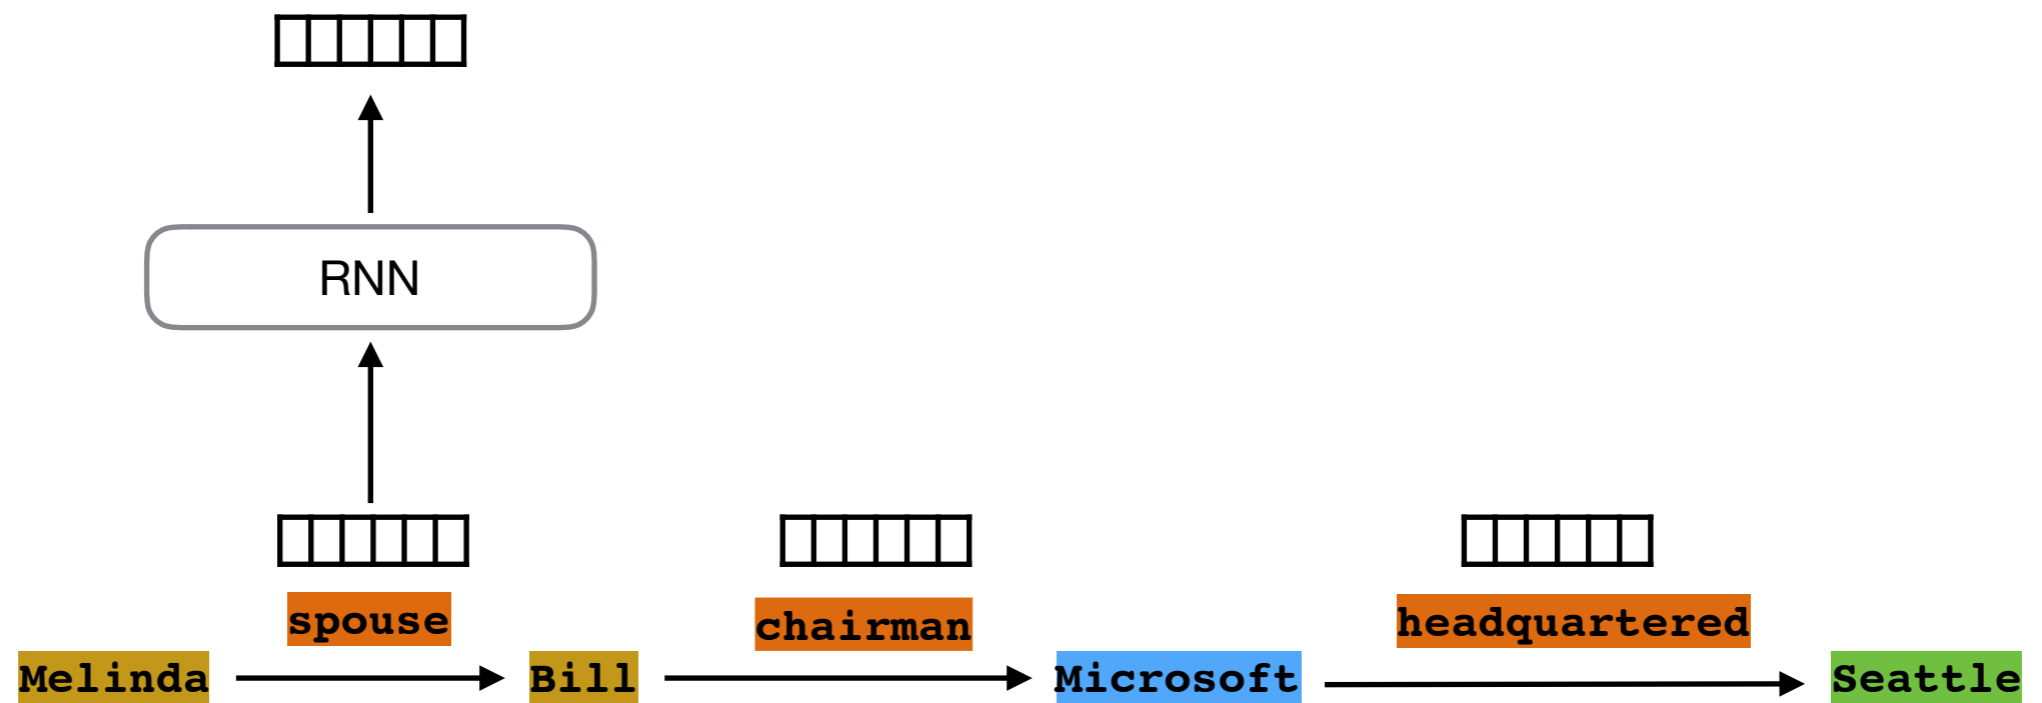 RNN
spouse
chairman
headquartered
Melinda
Bill
Microsoft
Seattle